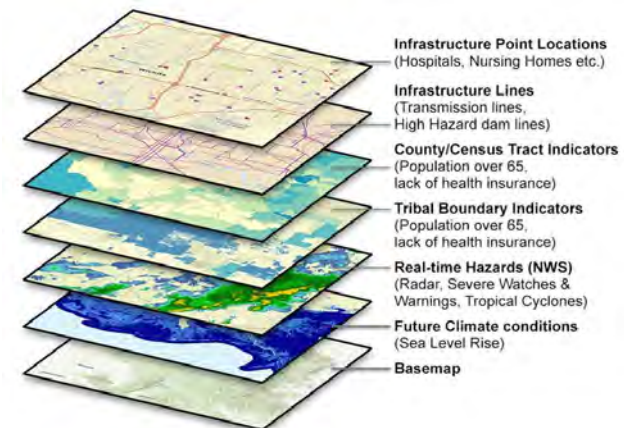 Infrastructure Point Locations
(Hospitals, Nursing Homes etc.)
Infrastructure Lines
(Transmission lines,
High Hazard dam lines)
County/Census Tract Indicators
(Population over 65,
lack of health insurance)
Tribal Boundary Indicators
(Population over 65,
lack of health insurance)
Real-time Hazards (NWS)
(Radar, Severe Watches &
Warnings, Tropical Cyclones)
Future Climate conditions
(Sea Level Rise)
Basemap